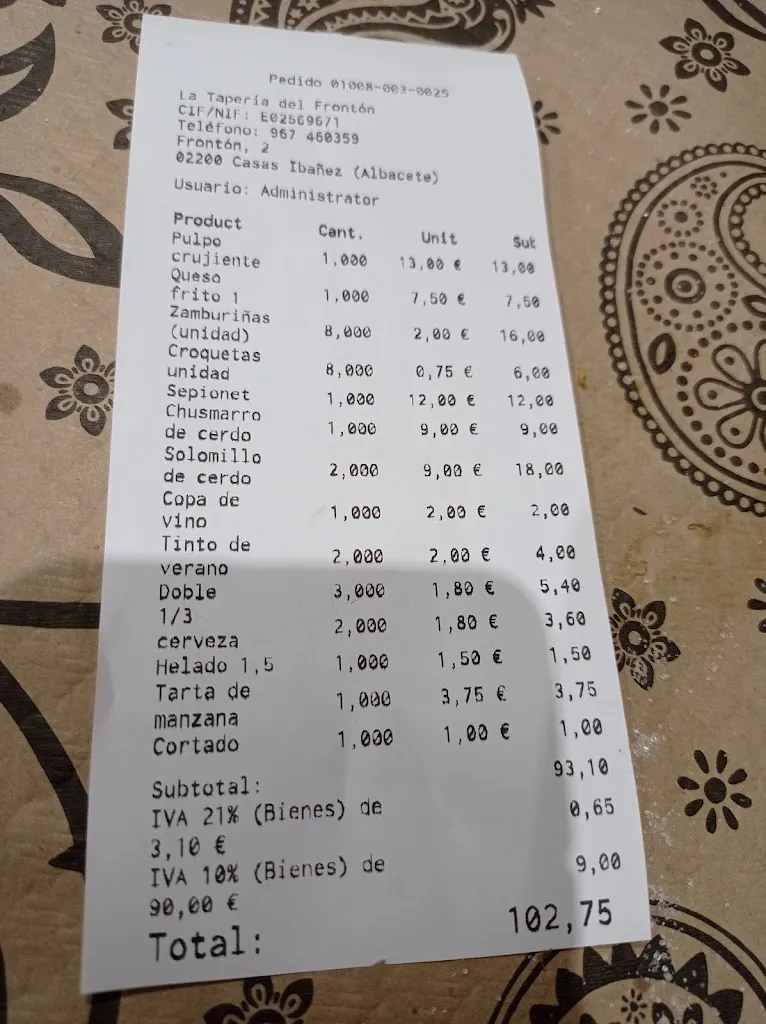 Pedido 01008-003-0025
La Tapería del Frontón
CIF/NIF: E02569671
Teléfono: 967 460359
Frontón, 2
02200 Casas Ibañez (Albacete)
Usuario: Administrator
Product Cant. Unit Sub
Pulpo
crujiente 1,000 13,00 € 13,00
Queso
frito 1 1,000 7,50 € 7,50
Zamburiñas
(unidad) 8,000 2,00 € 16,00
Croquetas
unidad 8,000 0,75 € 6,00
Sepionet 1,000 12,00 € 12,00
Chusmarro
de cerdo 1,000 9,00 € 9,00
Solomillo
de cerdo 2,000 9,00 € 18,00
Copa de
vino 1,000 2,00 € 2,00
Tinto de
verano 2,000 2,00 € 4,00
Doble 3,000 1,80 € 5,40
1/3
cerveza 2,000 1,80 € 3,60
Helado 1,5 1,000 1,50 € 1,50
Tarta de
manzana 1,000 3,75 € 3,75
Cortado 1,000 1,00 € 1,00
Subtotal: 93,10
IVA 21% (Bienes) de 0,65
3,10 €
IVA 10% (Bienes) de 9,00
90,00 €
Total: 102,75